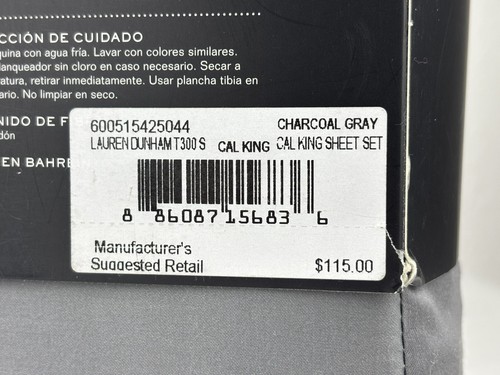 CCIÓN DE CUIDADO
quina con agua fría. Lavar con colores similares.
lanqueador sin cloro en caso necesario. Secar a
ratura, retirar inmediatamente. Usar plancha tibia en
ario. No limpiar en seco.
NIDO DE F
dón
EN BAHRE
600515425044 CHARCOAL GRAY
LAUREN DUNHAM T300 S CAL KING CAL KING SHEET SET
8 86087 15683 6
Manufacturer's
Suggested Retail $115.00